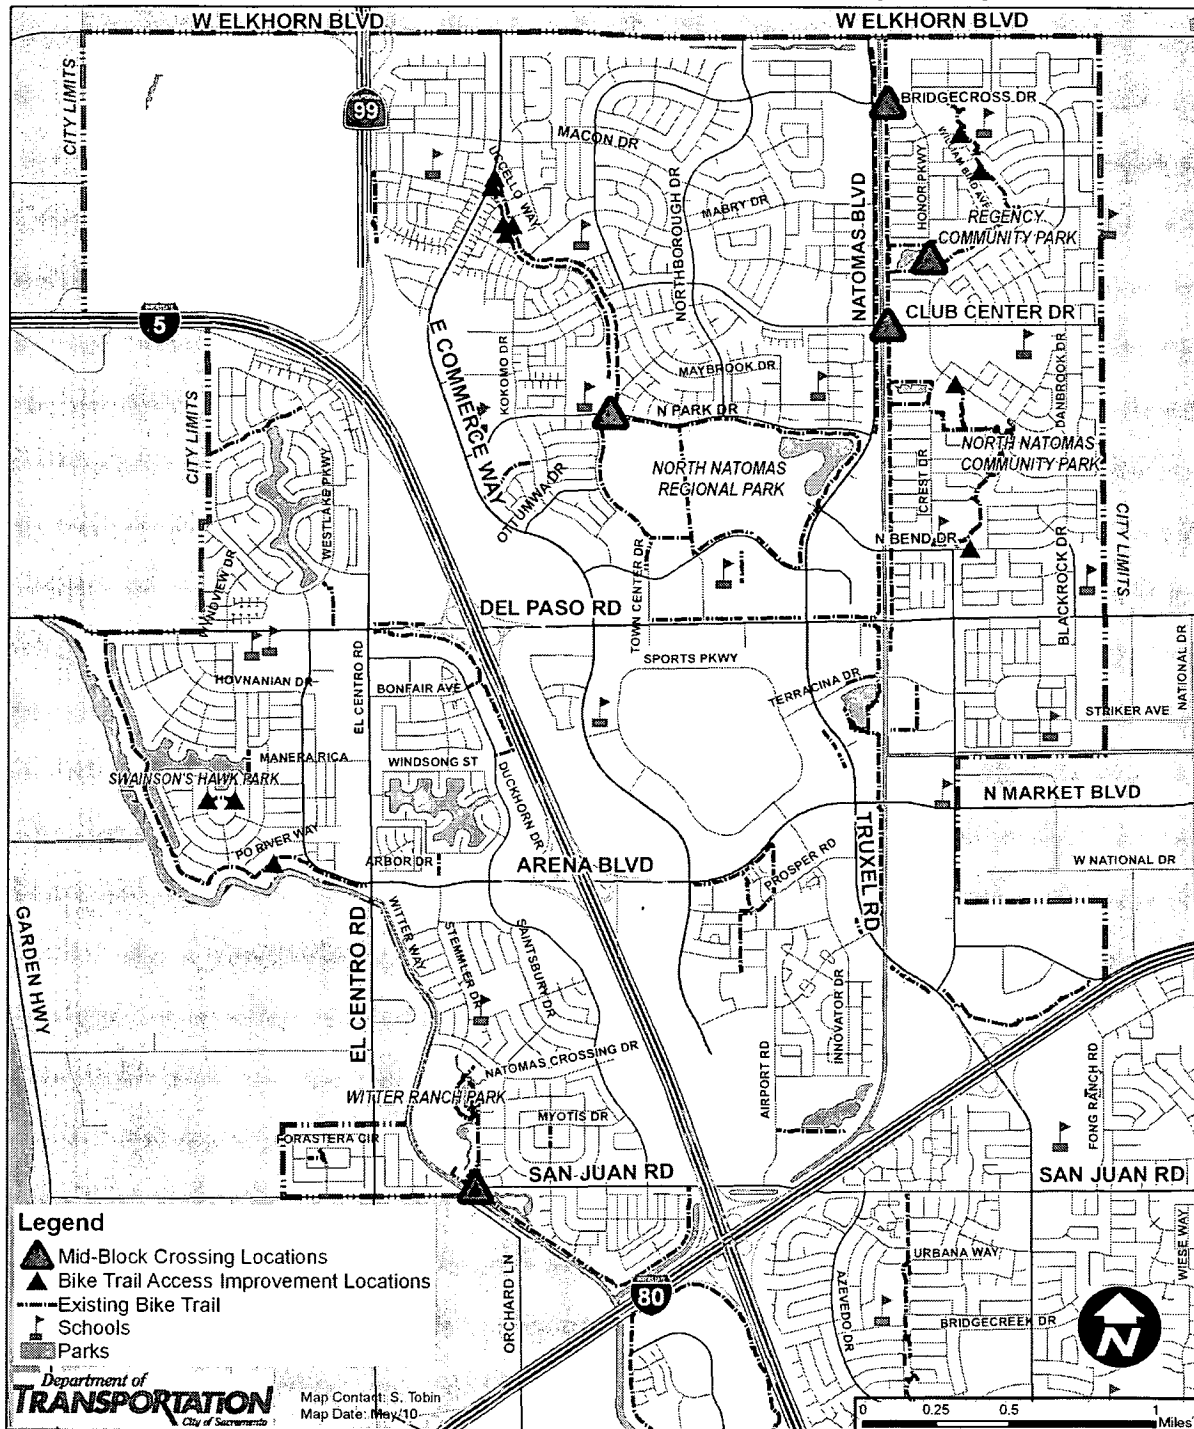 W ELKHORN BLVD
W ELKHORN BLVD
CITY LIMITS
99
BRIDGECROSS DR
MACON DR
UCCELLO WAY
WILLIAM BIRD AVE
HONOR PKWY
NORTHBOROUGH DR
MABRY DR
NATOMAS BLVD
REGENCY
COMMUNITY PARK
5
CLUB CENTER DR
E COMMERCE WAY
KOKOMO DR
MAYBROOK DR
DANBROOK DR
N PARK DR
CITY LIMITS
WESTLAKE PKWY
NORTH NATOMAS
REGIONAL PARK
NORTH NATOMAS
COMMUNITY PARK
OTTUMWA DR
CREST DR
CITY LIMITS
N BEND DR
BLACKROCK DR
TOWN CENTER DR
DEL PASO RD
SPORTS PKWY
NATIONAL DR
HOVNANIAN DR
EL CENTRO RD
BONFAIR AVE
TERRACINA DR
STRIKER AVE
MANERA RICA
WINDSONG ST
SWAINSON'S HAWK PARK
DUCKHORN DR
N MARKET BLVD
PO RIVER WAY
ARBOR DR
ARENA BLVD
PROSPER RD
TRUXEL RD
W NATIONAL DR
GARDEN HWY
EL CENTRO RD
WITTER WAY
STEMMLER DR
SAINTSBURY DR
INNOVATOR DR
NATOMAS CROSSING DR
AIRPORT RD
FONG RANCH RD
WITTER RANCH PARK
MYOTIS DR
FORASTERA CIR
SAN JUAN RD
SAN JUAN RD
Legend
Mid-Block Crossing Locations
Bike Trail Access Improvement Locations
Existing Bike Trail
Schools
Parks
ORCHARD LN
80
AZEVEDO DR
URBANA WAY
WIESE WAY
BRIDGECREEK DR
N
Department of
TRANSPORTATION
City of Sacramento
Map Contact: S. Tobin
Map Date: May/10
0 0.25 0.5 1
Miles